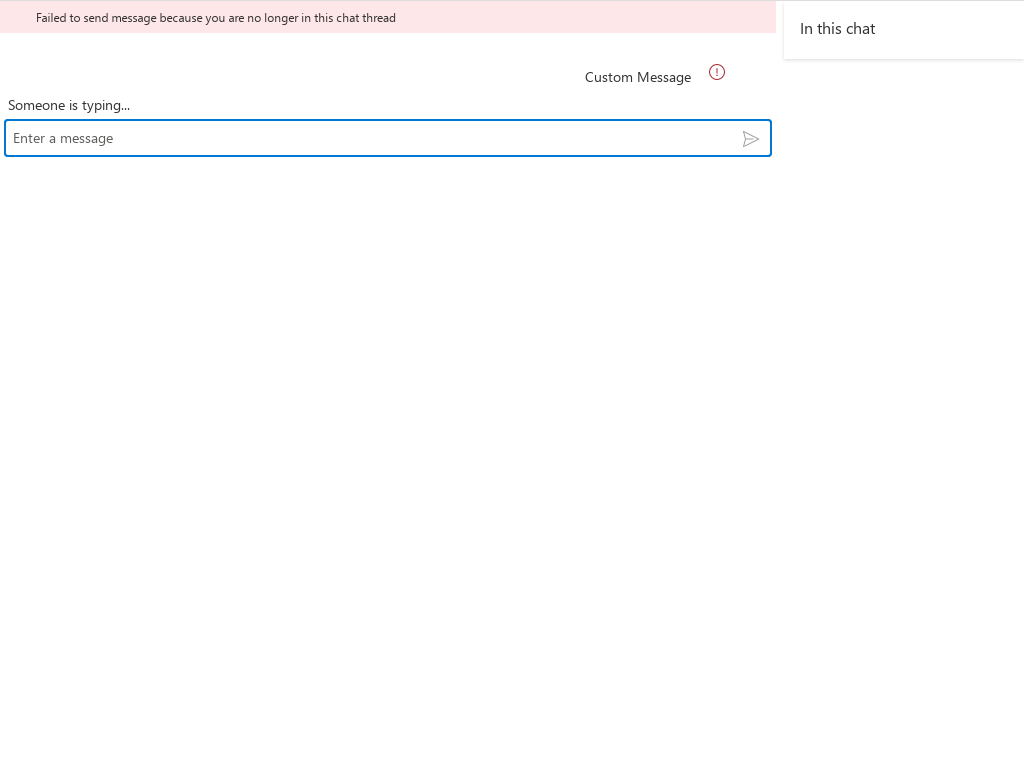 Failed to send message because you are no longer in this chat thread
In this chat
Custom Message
Someone is typing...
Enter a message